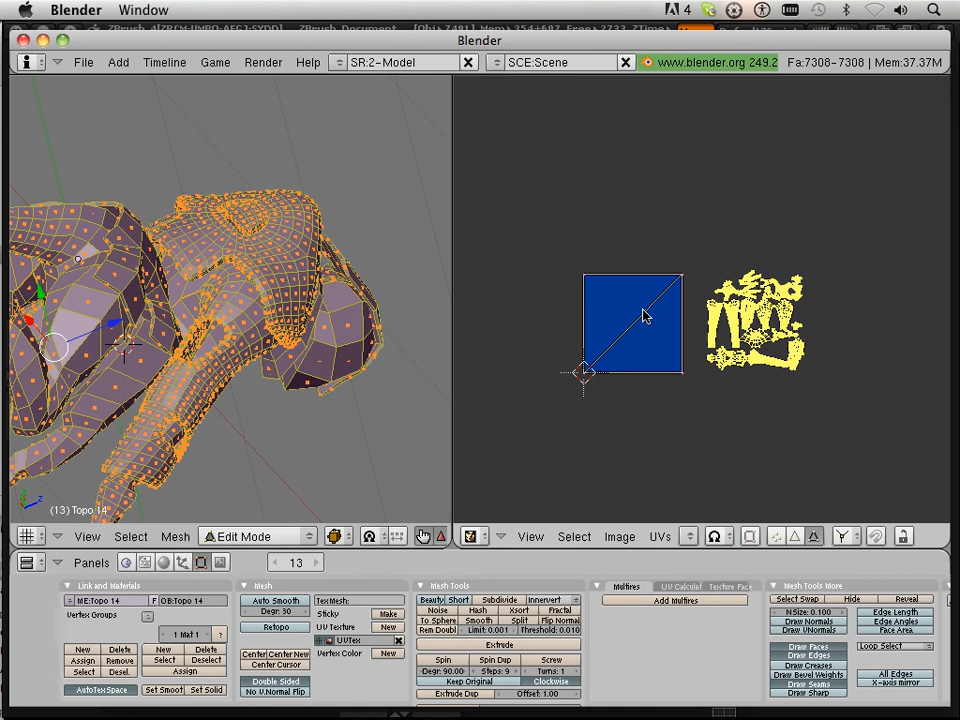 Blender Window 4
Blender
File Add Timeline Game Render Help SR:2-Model SCE:Scene www.blender.org 249.2 Fa:7308-7308 | Mem:37.37M
z
(13) Topo 14
View Select Mesh Edit Mode
View Select Image UVs
Panels 13
Link and Materials
ME:Topo 14 F OB:Topo 14
Vertex Groups
1 Mat 1 ?
New Delete New Delete
Assign Remove Select Deselect
Select Desel. Assign
AutoTexSpace Set Smoot Set Solid
Mesh
Auto Smooth
Degr: 30
Retopo
Center Center New
Center Cursor
Double Sided
No V.Normal Flip
TexMesh:
Sticky Make
UV Texture New
UVTex
Vertex Color New
Mesh Tools
Beauty Short Subdivide Innervert
Noise Hash Xsort Fractal
To Sphere Smooth Split Flip Normal
Rem Doubl Limit: 0.001 Threshold: 0.010
Extrude
Spin Spin Dup Screw
Degr: 90.00 Steps: 9 Turns: 1
Keep Original Clockwise
Extrude Dup Offset: 1.00
Multires UV Calculat Texture Face
Add Multires
Mesh Tools More
Select Swap Hide Reveal
NSize: 0.100
Draw Normals
Draw VNormals
Draw Faces
Draw Edges
Draw Creases
Draw Bevel Weights
Draw Seams
Draw Sharp
Edge Length
Edge Angles
Face Area
Loop Select
All Edges
X-axis mirror